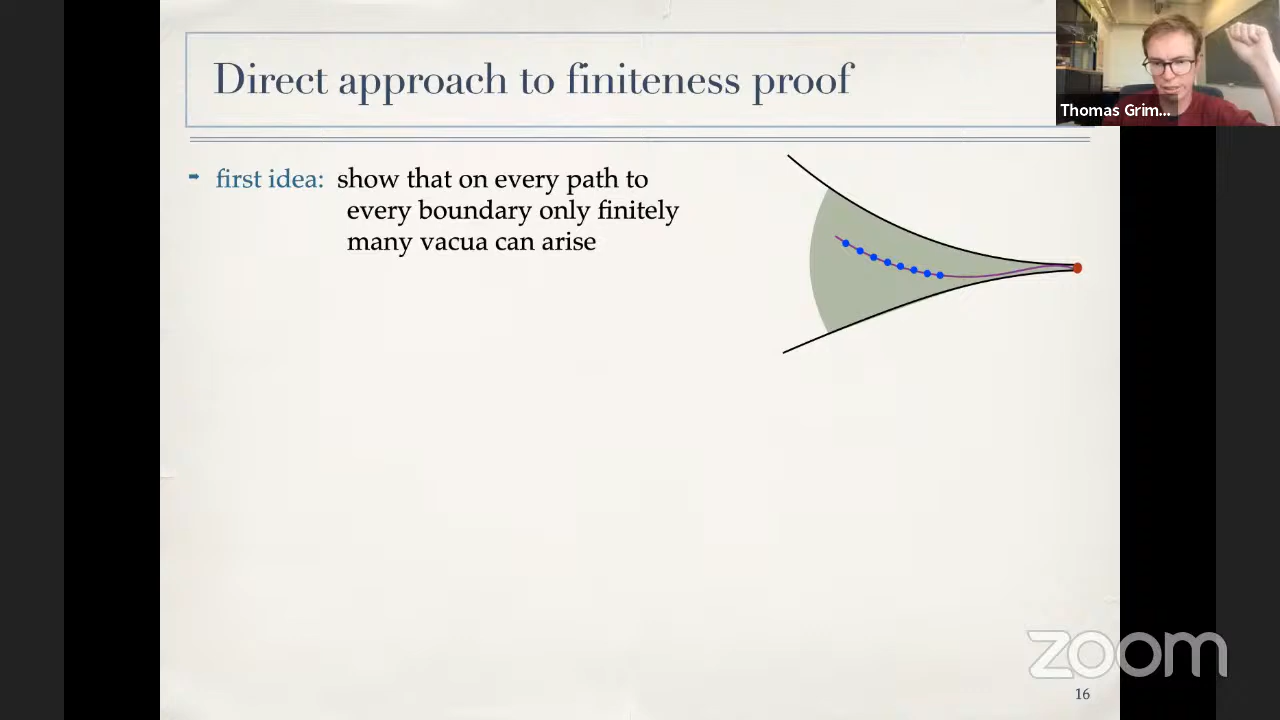 Direct approach to finiteness proof
Thomas Grim...
➡ first idea: show that on every path to
every boundary only finitely
many vacua can arise
zoom
16